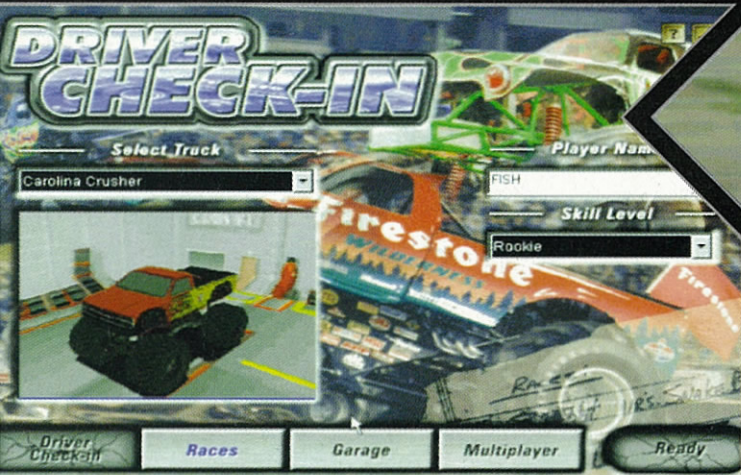 DRIVER
CHECK-IN
?
Select Truck
Carolina Crusher
Player Nam
FISH
Skill Level
Rookie
Firestone
WILDERNESS
Firestone
Driver
Check-in
Races
Garage
Multiplayer
Ready